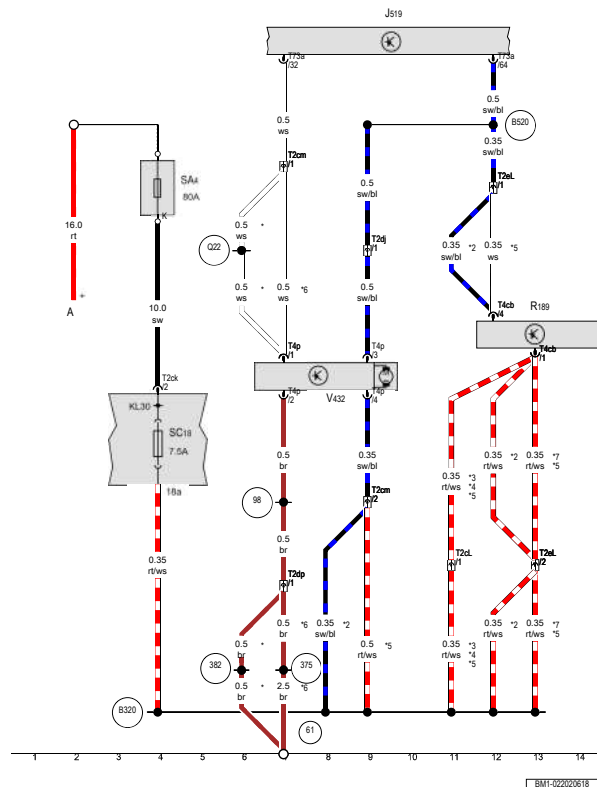 J519
T73a
/32
T73a
/64
0.5
sw/bl
B520
0.5
ws
0.35
sw/bl
T2cm
/1
SA4
80A
T2eL
/1
0.5
sw/bl
K
16.0
rt
0.5 *
ws
Q22
T2dj
/1
0.35 *2
sw/bl
0.35 *5
ws
+
A
0.5 *
ws
0.5 *6
ws
0.5
sw/bl
10.0
sw
T4cb
/4
R189
T4p
/1
T4p
/3
T4cb
/1
T2ck
/2
M
V432
T4p
/2
T4p
/4
KL30
SC18
7.5A
18a
0.5
br
0.35
sw/bl
0.35 *3
rt/ws *4
*5
0.35 *2
rt/ws
0.35 *7
rt/ws *5
98
T2cm
/2
0.5
br
0.35
rt/ws
T2dp
/1
T2cL
/1
T2eL
/2
0.5 *
br
0.5 *6
br
0.35 *2
sw/bl
0.5 *5
rt/ws
0.35 *3
rt/ws *4
*5
0.35 *2
rt/ws
0.35 *7
rt/ws *5
382
375
0.5 *
br
2.5 *6
br
B320
61
1 2 3 4 5 6 7 8 9 10 11 12 13 14
BM1-022020618